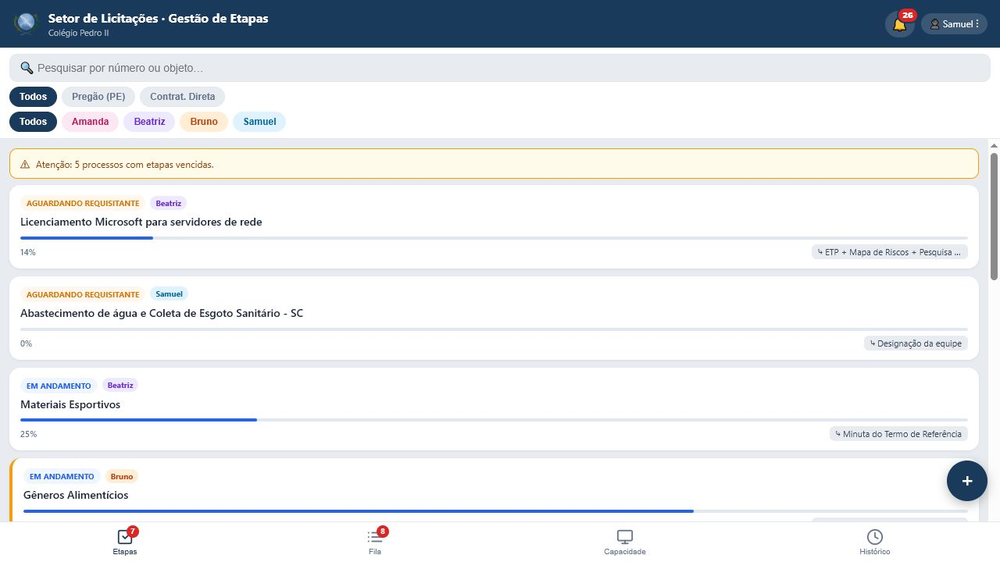 Setor de Licitações · Gestão de Etapas
Colégio Pedro II
26
Samuel
Pesquisar por número ou objeto…
Todos Pregão (PE) Contrat. Direta
Todos Amanda Beatriz Bruno Samuel
Atenção: 5 processos com etapas vencidas.
AGUARDANDO REQUISITANTE Beatriz
Licenciamento Microsoft para servidores de rede
14% ↳ ETP + Mapa de Riscos + Pesquisa ...
AGUARDANDO REQUISITANTE Samuel
Abastecimento de água e Coleta de Esgoto Sanitário - SC
0% ↳ Designação da equipe
EM ANDAMENTO Beatriz
Materiais Esportivos
25% ↳ Minuta do Termo de Referência
EM ANDAMENTO Bruno
Gêneros Alimentícios
+
7 8
Etapas Fila Capacidade Histórico